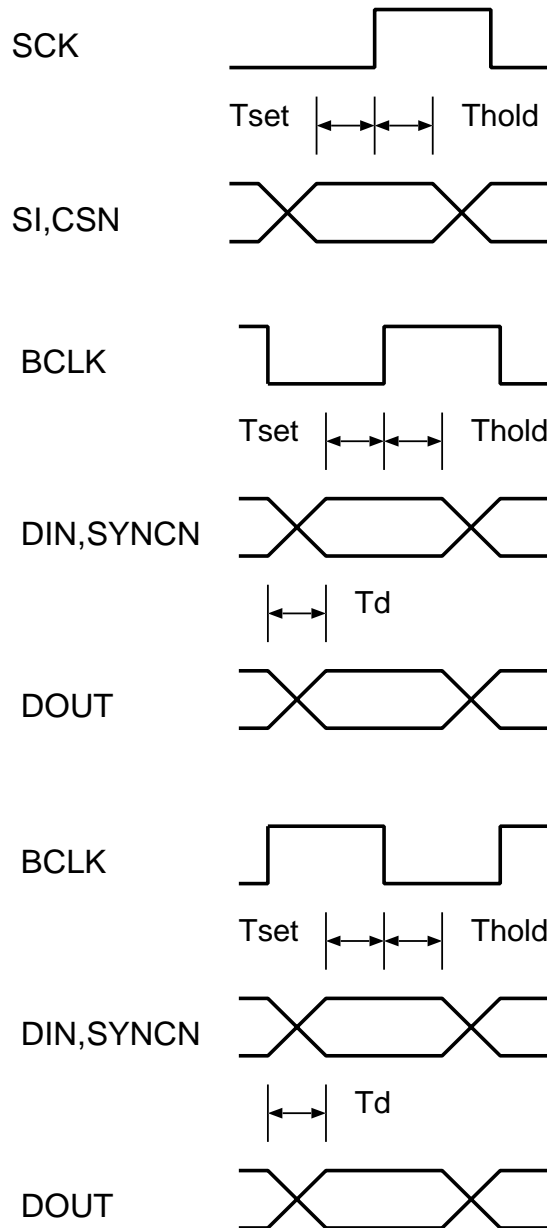 SCK
Tset Thold
SI,CSN
BCLK
Tset Thold
DIN,SYNCN
Td
DOUT
BCLK
Tset Thold
DIN,SYNCN
Td
DOUT